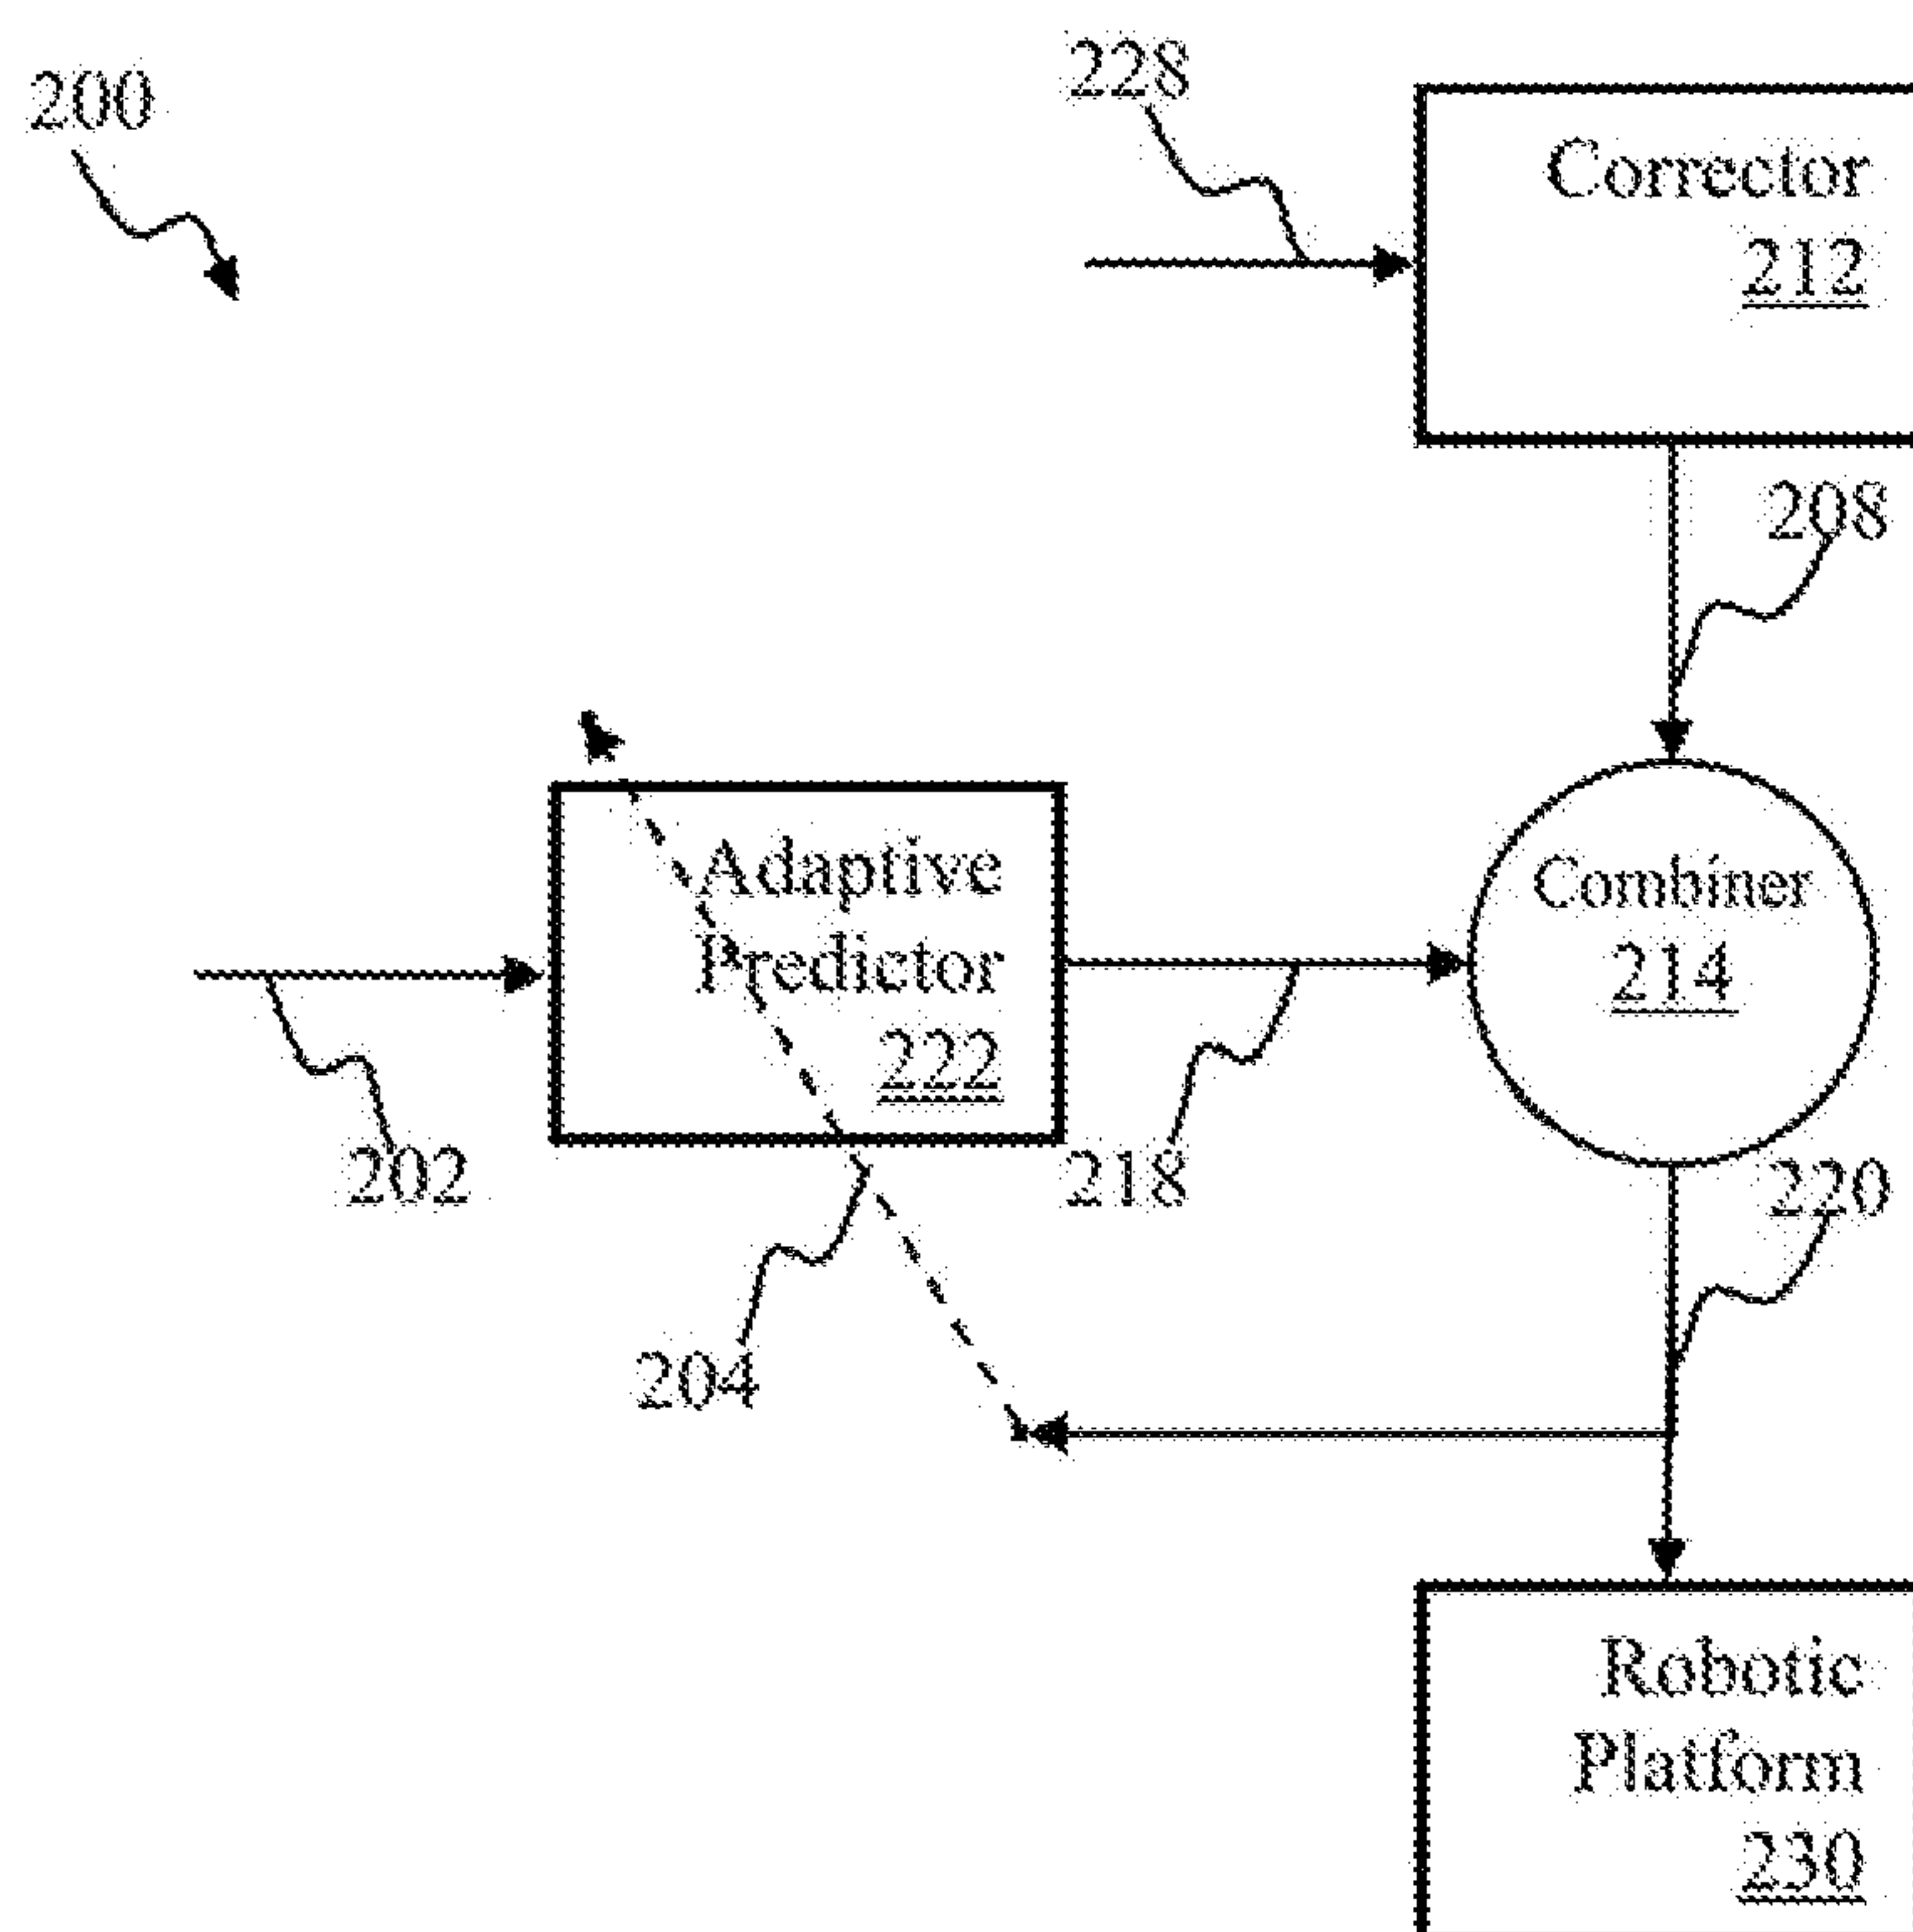 200
228
Corrector
212
208
Adaptive
Predictor
222
Combiner
214
202
218
220
204
Robotic
Platform
230